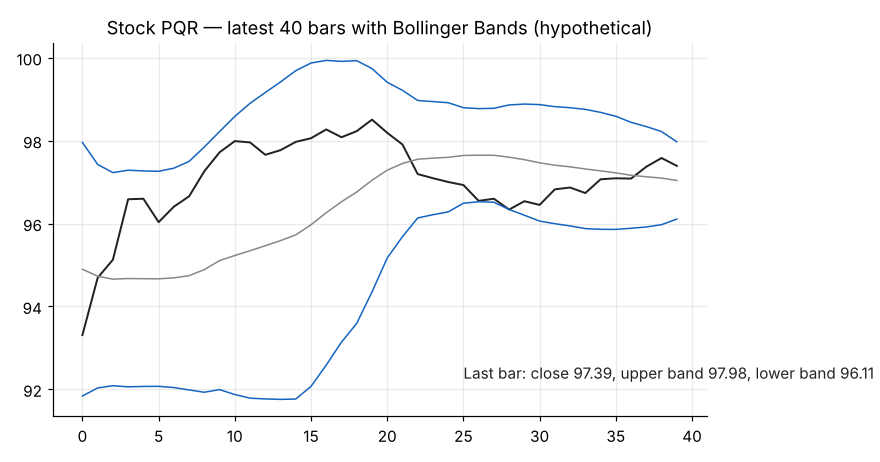 Stock PQR — latest 40 bars with Bollinger Bands (hypothetical)
100
98
96
94
92
Last bar: close 97.39, upper band 97.98, lower band 96.11
0 5 10 15 20 25 30 35 40